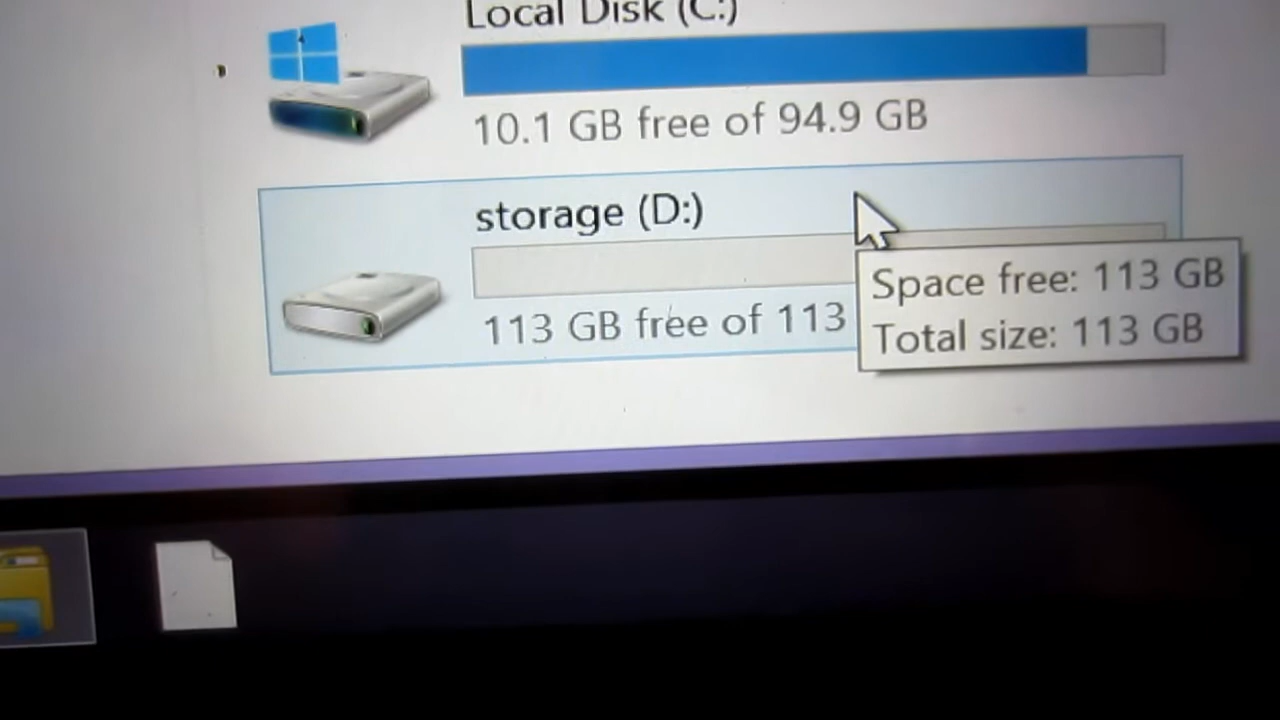 Local Disk (C:)
10.1 GB free of 94.9 GB
storage (D:)
113 GB free of 113
Space free: 113 GB
Total size: 113 GB